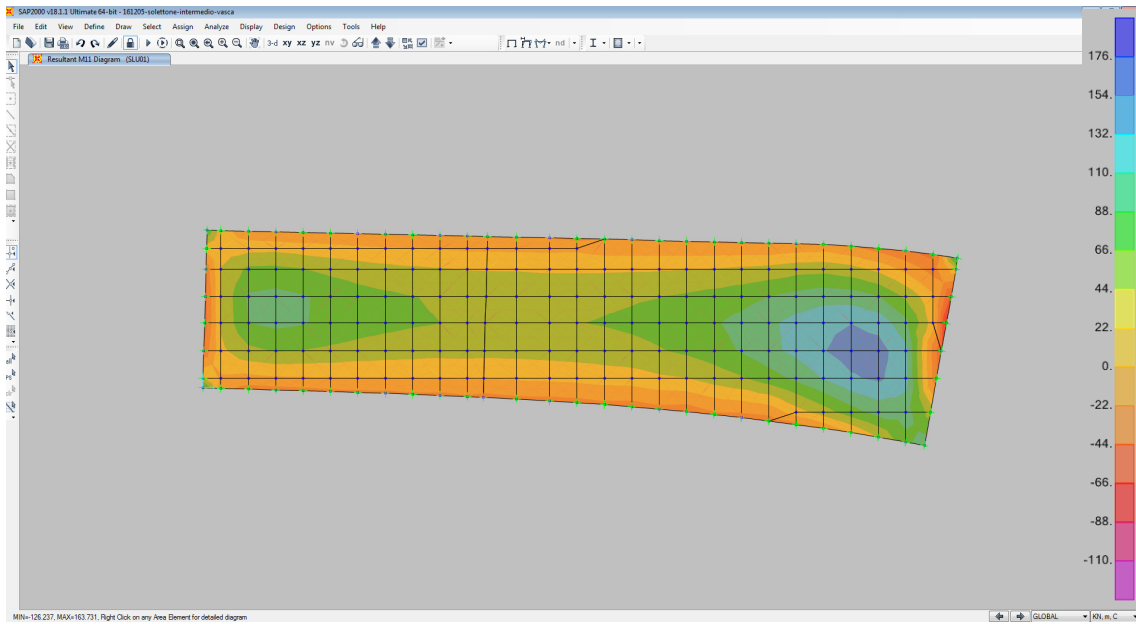 SAP2000 v18.1.1 Ultimate 64-bit - 161205-solettone-intermedio-vasca
File Edit View Define Draw Select Assign Analyze Display Design Options Tools Help
3-d xy xz yz nv nd
Resultant M11 Diagram (SLU01)
176.
154.
132.
110.
88.
66.
44.
22.
0.
-22.
-44.
-66.
-88.
-110.
MIN=-126.237, MAX=163.731, Right Click on any Area Element for detailed diagram
GLOBAL
KN, m, C